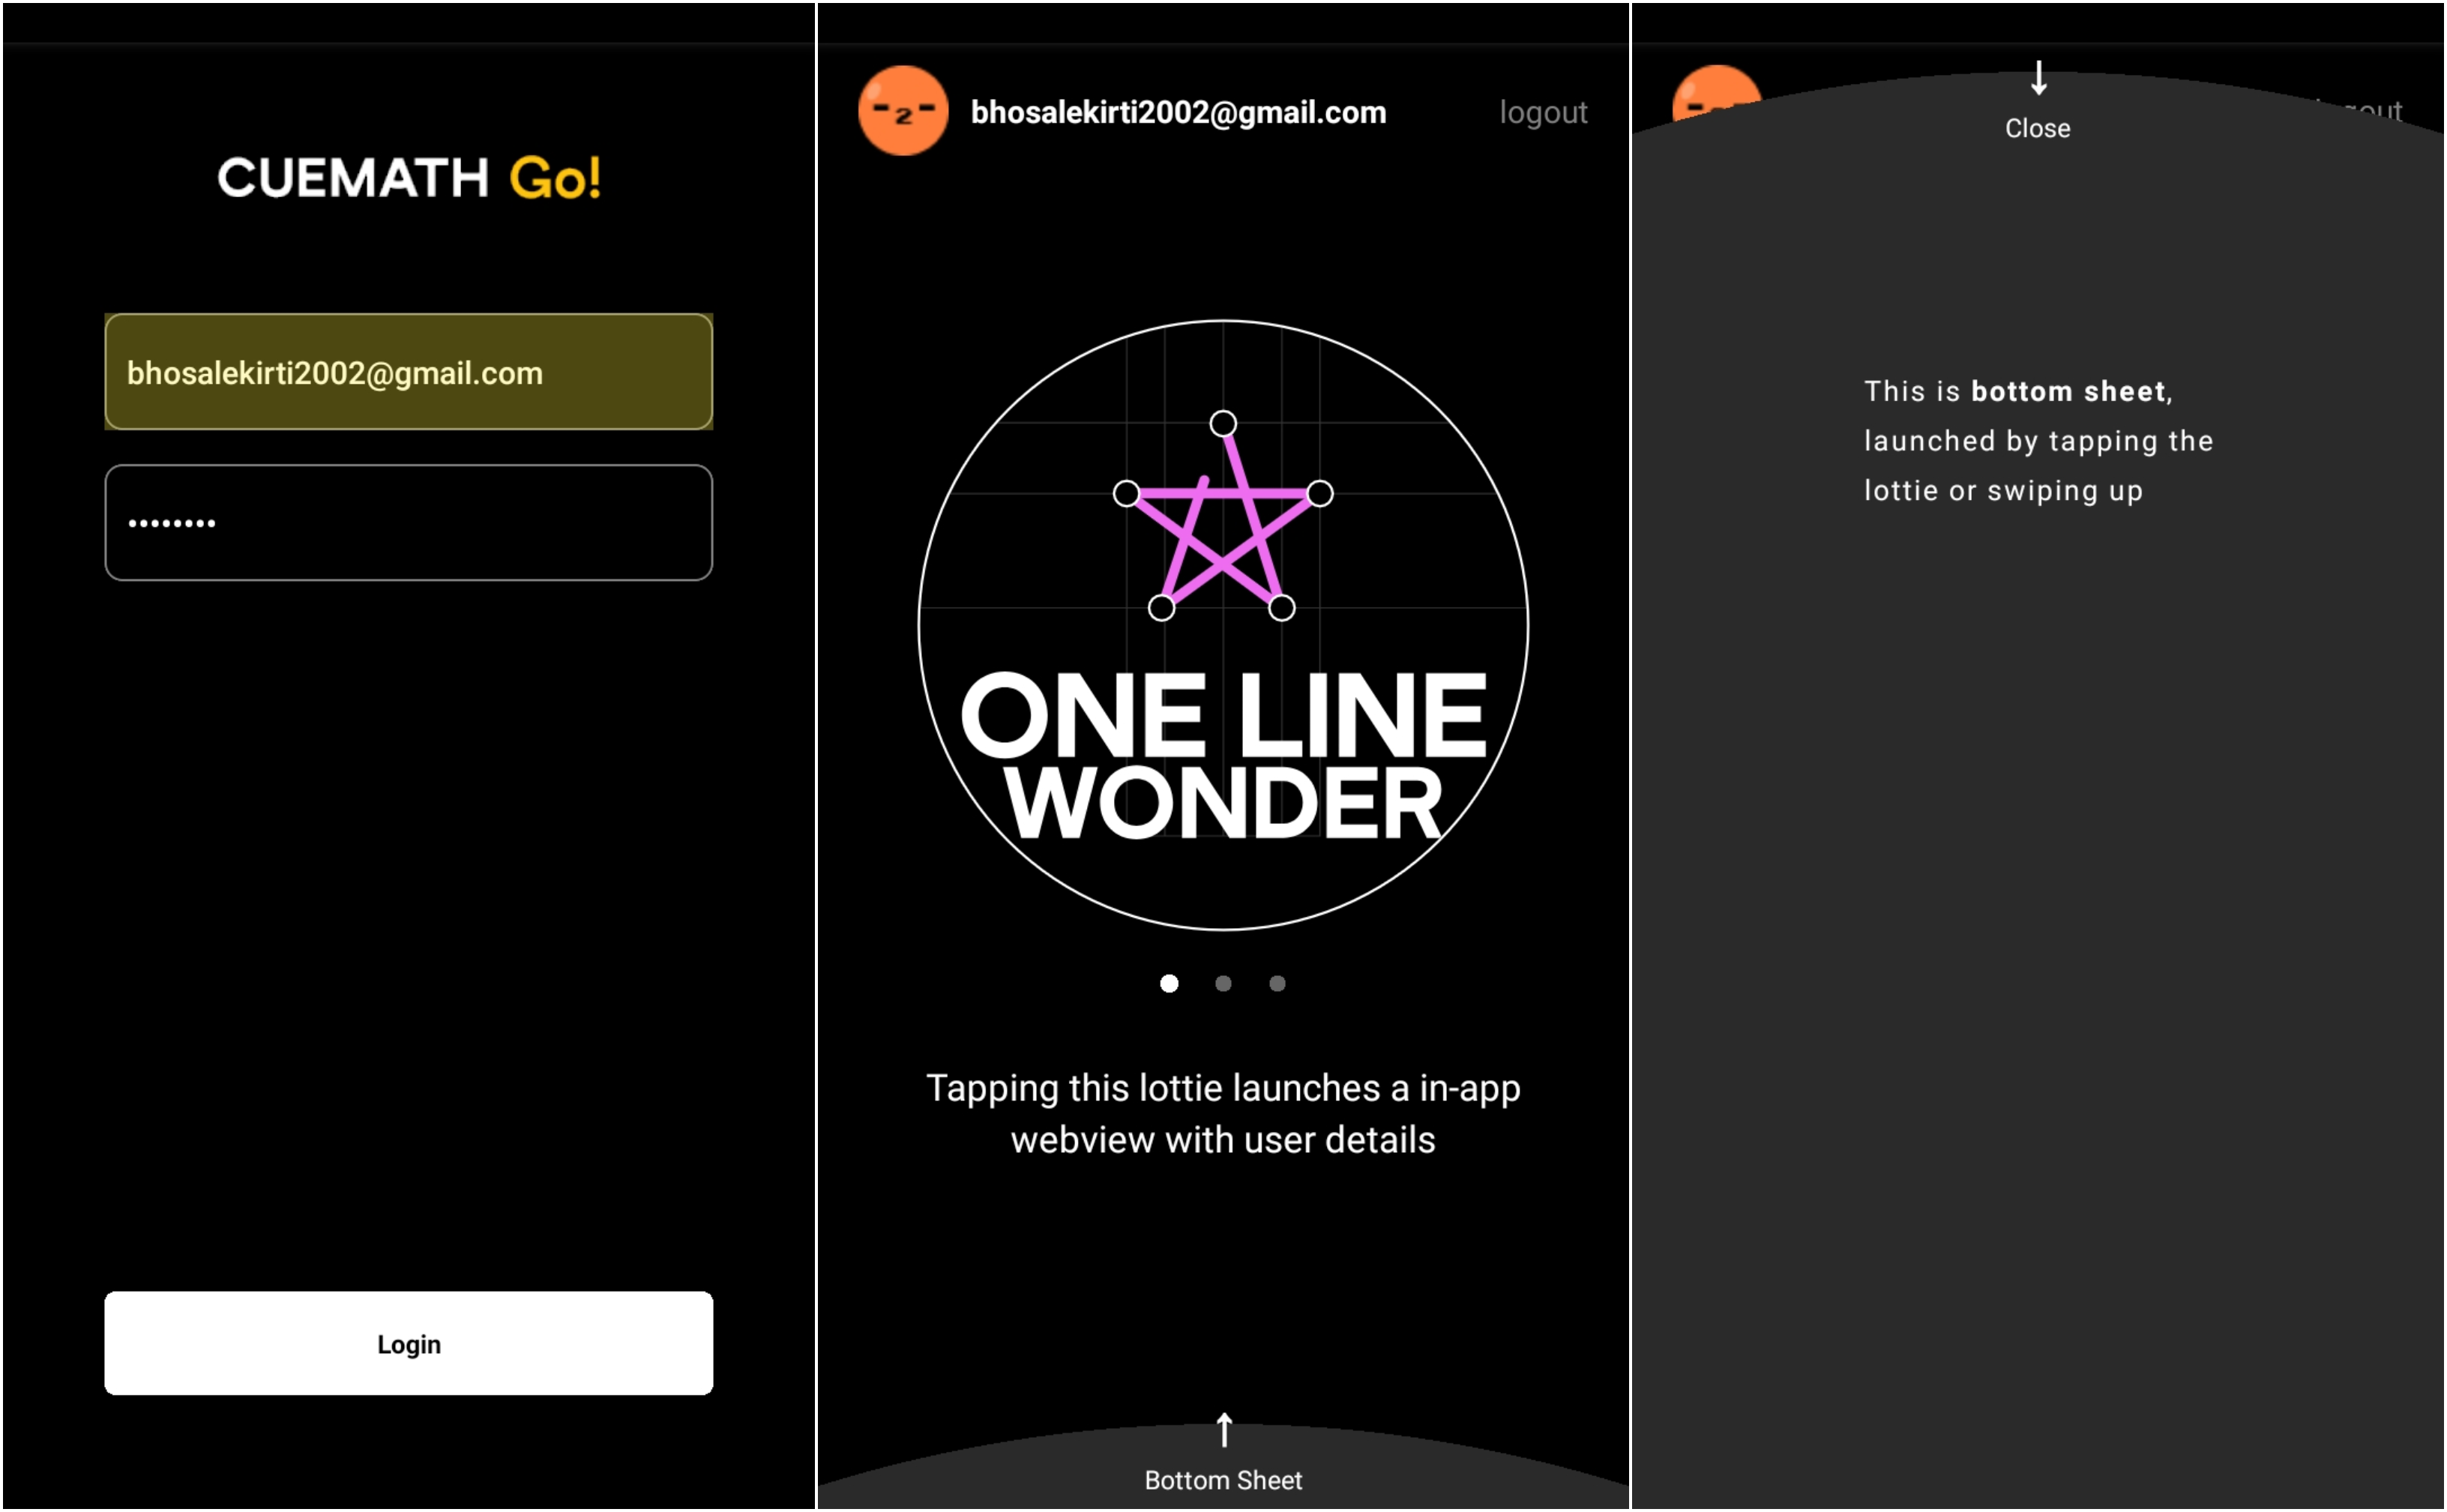 CUEMATH Go!
bhosalekirti2002@gmail.com
••••••••
Login
bhosalekirti2002@gmail.com
logout
ONE LINE
WONDER
Tapping this lottie launches a in-app
webview with user details
Bottom Sheet
Close
This is bottom sheet,
launched by tapping the
lottie or swiping up